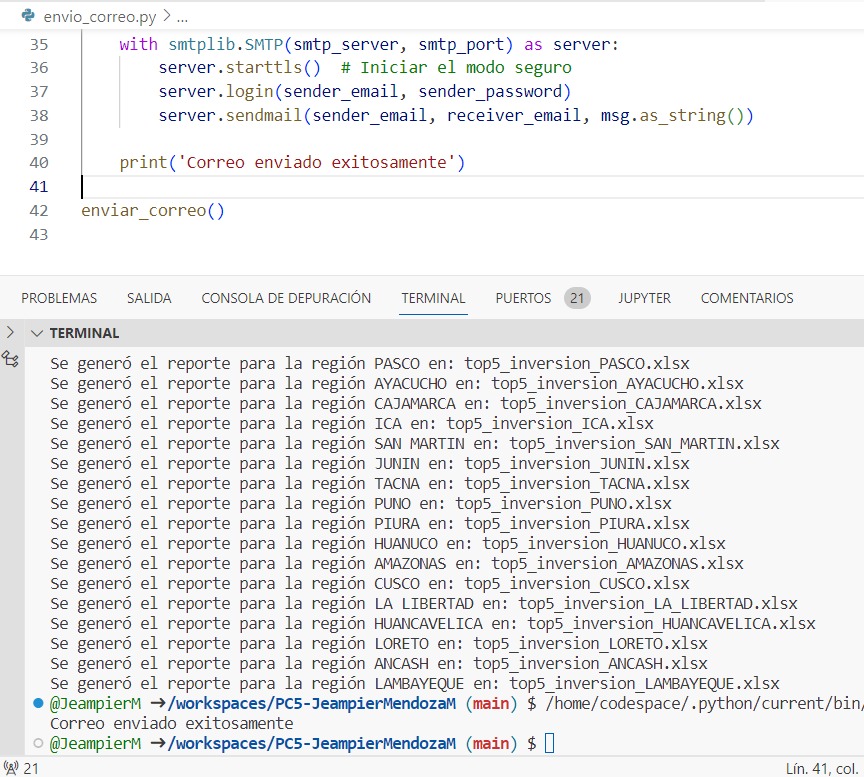 envio_correo.py > ...
35 with smtplib.SMTP(smtp_server, smtp_port) as server:
36 server.starttls() # Iniciar el modo seguro
37 server.login(sender_email, sender_password)
38 server.sendmail(sender_email, receiver_email, msg.as_string())
39
40 print('Correo enviado exitosamente')
41
42 enviar_correo()
43
PROBLEMAS SALIDA CONSOLA DE DEPURACIÓN TERMINAL PUERTOS 21 JUPYTER COMENTARIOS
TERMINAL
Se generó el reporte para la región PASCO en: top5_inversion_PASCO.xlsx
Se generó el reporte para la región AYACUCHO en: top5_inversion_AYACUCHO.xlsx
Se generó el reporte para la región CAJAMARCA en: top5_inversion_CAJAMARCA.xlsx
Se generó el reporte para la región ICA en: top5_inversion_ICA.xlsx
Se generó el reporte para la región SAN MARTIN en: top5_inversion_SAN_MARTIN.xlsx
Se generó el reporte para la región JUNIN en: top5_inversion_JUNIN.xlsx
Se generó el reporte para la región TACNA en: top5_inversion_TACNA.xlsx
Se generó el reporte para la región PUNO en: top5_inversion_PUNO.xlsx
Se generó el reporte para la región PIURA en: top5_inversion_PIURA.xlsx
Se generó el reporte para la región HUANUCO en: top5_inversion_HUANUCO.xlsx
Se generó el reporte para la región AMAZONAS en: top5_inversion_AMAZONAS.xlsx
Se generó el reporte para la región CUSCO en: top5_inversion_CUSCO.xlsx
Se generó el reporte para la región LA LIBERTAD en: top5_inversion_LA_LIBERTAD.xlsx
Se generó el reporte para la región HUANCAVELICA en: top5_inversion_HUANCAVELICA.xlsx
Se generó el reporte para la región LORETO en: top5_inversion_LORETO.xlsx
Se generó el reporte para la región ANCASH en: top5_inversion_ANCASH.xlsx
Se generó el reporte para la región LAMBAYEQUE en: top5_inversion_LAMBAYEQUE.xlsx
@JeampierM →/workspaces/PC5-JeampierMendozaM (main) $ /home/codespace/.python/current/bin/
Correo enviado exitosamente
@JeampierM →/workspaces/PC5-JeampierMendozaM (main) $
21 Lín. 41, col.